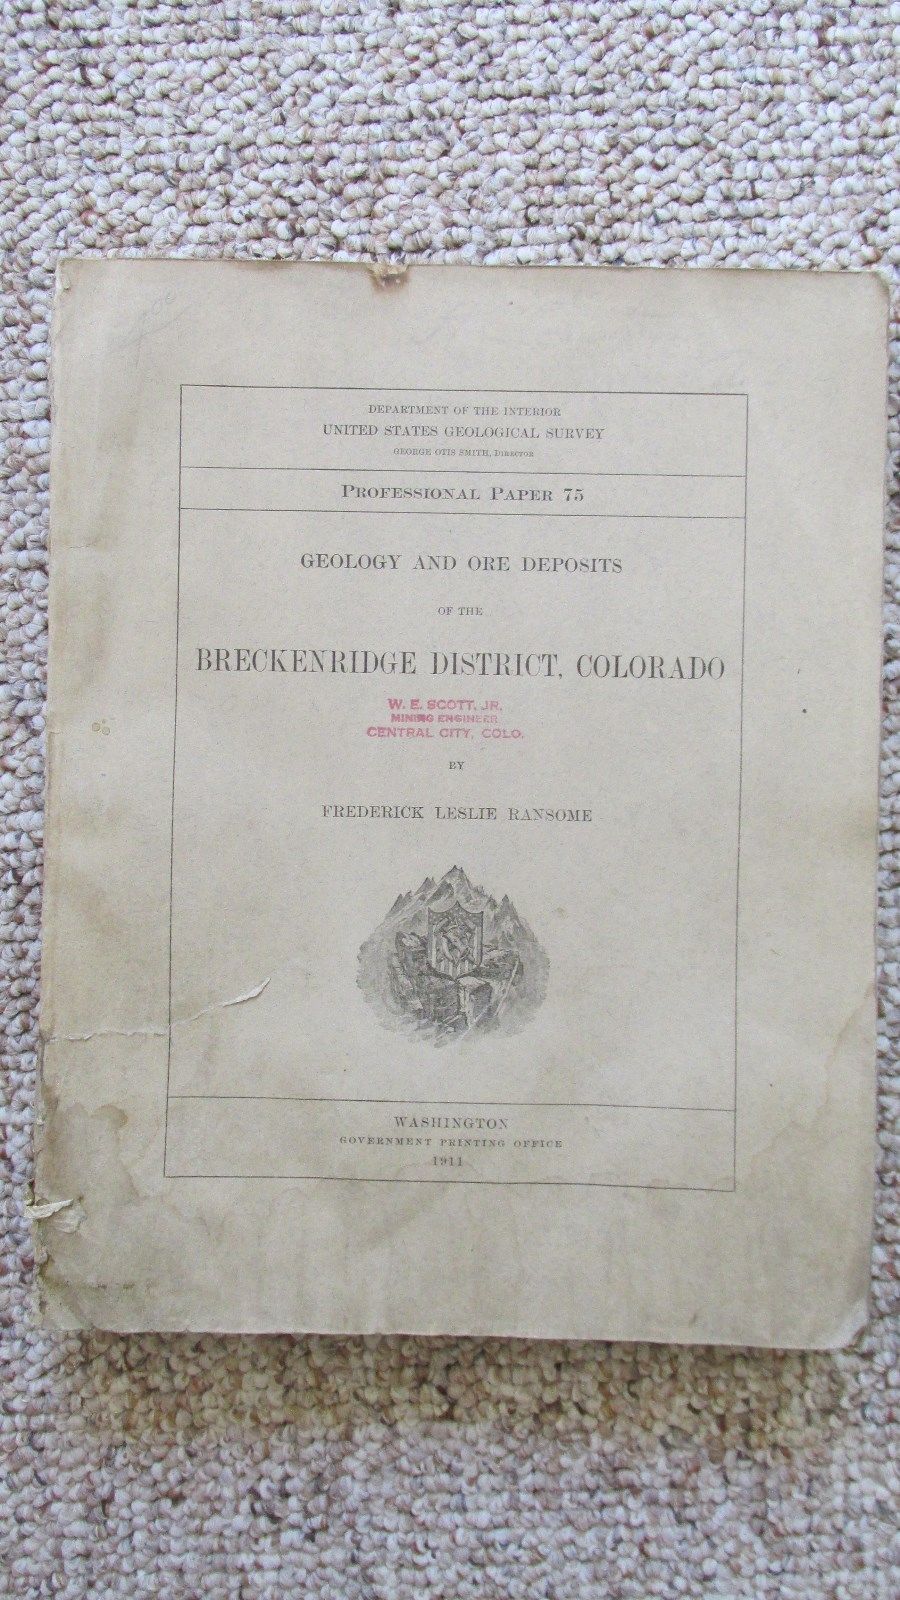 DEPARTMENT OF THE INTERIOR
UNITED STATES GEOLOGICAL SURVEY
GEORGE OTIS SMITH, DIRECTOR
PROFESSIONAL PAPER 75
GEOLOGY AND ORE DEPOSITS
OF THE
BRECKENRIDGE DISTRICT, COLORADO
W. E. SCOTT, JR.
MINING ENGINEER
CENTRAL CITY, COLO.
BY
FREDERICK LESLIE RANSOME
WASHINGTON
GOVERNMENT PRINTING OFFICE
1911